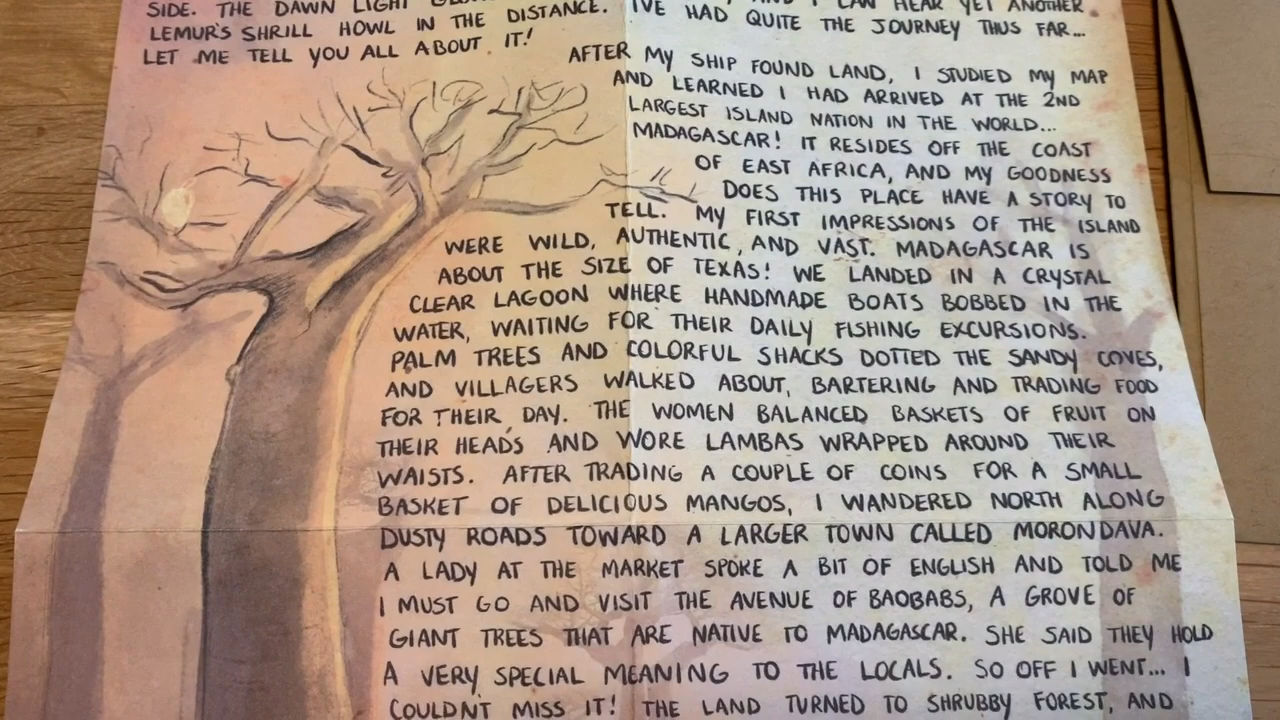 SIDE. THE DAWN LIGHT
LEMUR'S SHRILL HOWL IN THE DISTANCE. I'VE HAD QUITE THE JOURNEY THUS FAR...
LET ME TELL YOU ALL ABOUT IT!
AFTER MY SHIP FOUND LAND, I STUDIED MY MAP
AND LEARNED I HAD ARRIVED AT THE 2ND
LARGEST ISLAND NATION IN THE WORLD...
MADAGASCAR! IT RESIDES OFF THE COAST
OF EAST AFRICA, AND MY GOODNESS
DOES THIS PLACE HAVE A STORY TO
TELL. MY FIRST IMPRESSIONS OF THE ISLAND
WERE WILD, AUTHENTIC, AND VAST. MADAGASCAR IS
ABOUT THE SIZE OF TEXAS! WE LANDED IN A CRYSTAL
CLEAR LAGOON WHERE HANDMADE BOATS BOBBED IN THE
WATER, WAITING FOR THEIR DAILY FISHING EXCURSIONS.
PALM TREES AND COLORFUL SHACKS DOTTED THE SANDY COVES,
AND VILLAGERS WALKED ABOUT, BARTERING AND TRADING FOOD
FOR THEIR DAY. THE WOMEN BALANCED BASKETS OF FRUIT ON
THEIR HEADS AND WORE LAMBAS WRAPPED AROUND THEIR
WAISTS. AFTER TRADING A COUPLE OF COINS FOR A SMALL
BASKET OF DELICIOUS MANGOS, I WANDERED NORTH ALONG
DUSTY ROADS TOWARD A LARGER TOWN CALLED MORONDAVA.
A LADY AT THE MARKET SPOKE A BIT OF ENGLISH AND TOLD ME
I MUST GO AND VISIT THE AVENUE OF BAOBABS, A GROVE OF
GIANT TREES THAT ARE NATIVE TO MADAGASCAR. SHE SAID THEY HOLD
A VERY SPECIAL MEANING TO THE LOCALS. SO OFF I WENT... I
COULDNT MISS IT! THE LAND TURNED TO SHRUBBY FOREST, AND